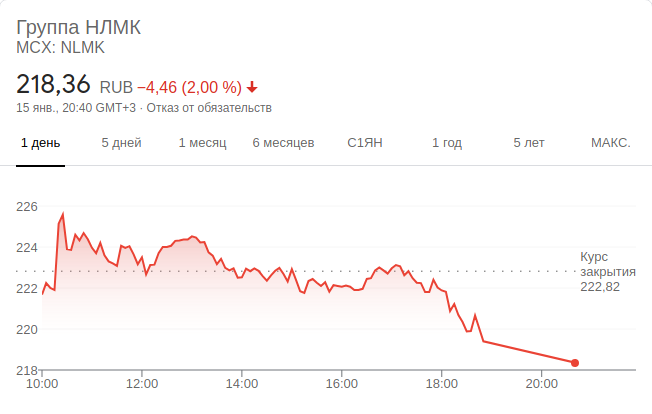 Группа НЛМК
MCX: NLMK
218,36 RUB −4,46 (2,00 %)
15 янв., 20:40 GMT+3 · Отказ от обязательств
1 день 5 дней 1 месяц 6 месяцев С1ЯН 1 год 5 лет МАКС.
226
224
222
220
218
Курс
закрытия
222,82
10:00 12:00 14:00 16:00 18:00 20:00